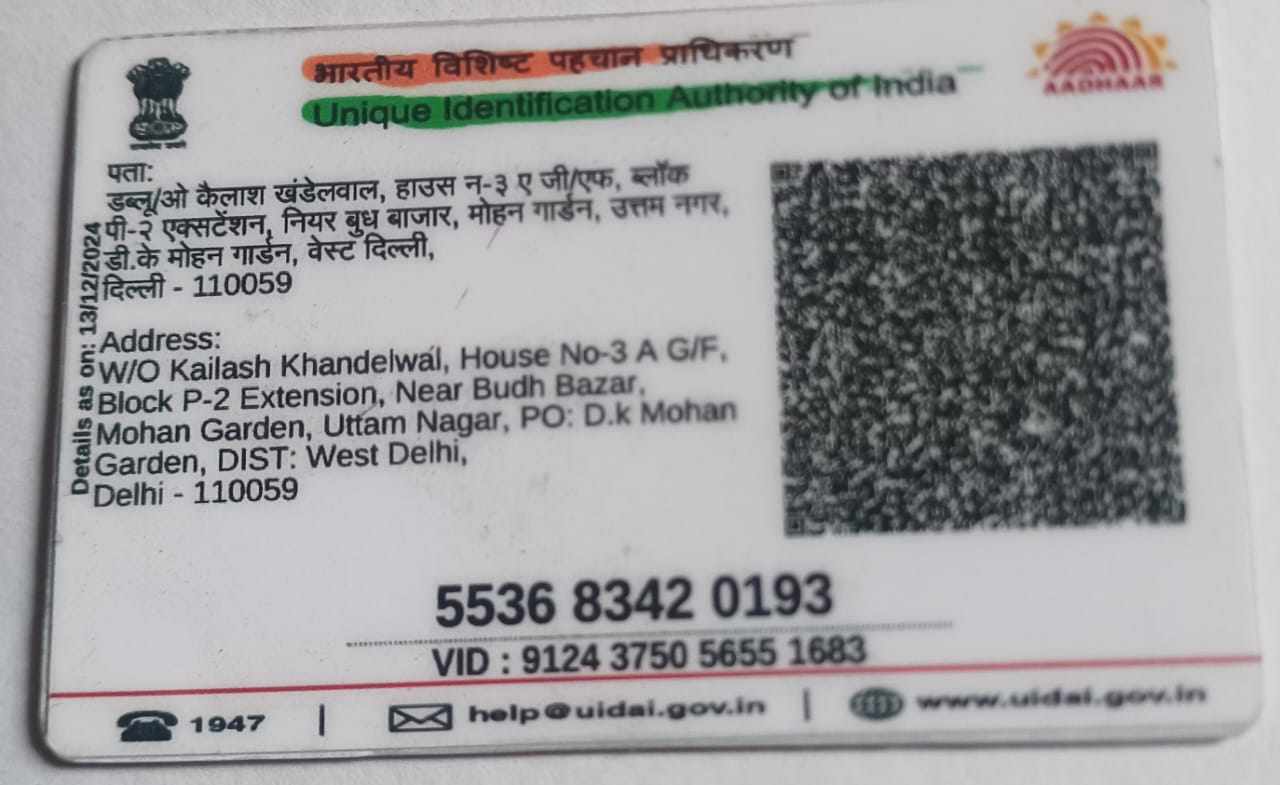 भारतीय विशिष्ट पहचान प्राधिकरण
Unique Identification Authority of India
AADHAAR
पता:
डब्लू/ओ कैलाश खंडेलवाल, हाउस न-३ ए जी/एफ, ब्लॉक
पी-२ एक्सटेंशन, नियर बुध बाजार, मोहन गार्डन, उत्तम नगर,
डी.के मोहन गार्डन, वेस्ट दिल्ली,
दिल्ली - 110059
Address:
W/O Kailash Khandelwal, House No-3 A G/F,
Block P-2 Extension, Near Budh Bazar,
Mohan Garden, Uttam Nagar, PO: D.k Mohan
Garden, DIST: West Delhi,
Delhi - 110059
Details as on: 13/12/2024
5536 8342 0193
VID : 9124 3750 5655 1683
1947 | help@uidai.gov.in | www.uidai.gov.in